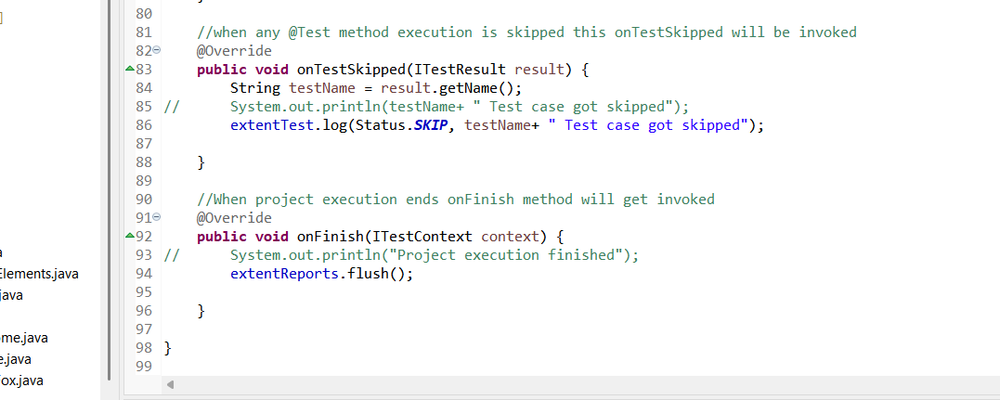 ]
80
81 //when any @Test method execution is skipped this onTestSkipped will be invoked
82 @Override
83 public void onTestSkipped(ITestResult result) {
84 String testName = result.getName();
85 // System.out.println(testName+ " Test case got skipped");
86 extentTest.log(Status.SKIP, testName+ " Test case got skipped");
87
88 }
89
90 //When project execution ends onFinish method will get invoked
91 @Override
92 public void onFinish(ITestContext context) {
93 // System.out.println("Project execution finished");
94 extentReports.flush();
95
96 }
97
98 }
99
a
Elements.java
java
me.java
e.java
ox.java